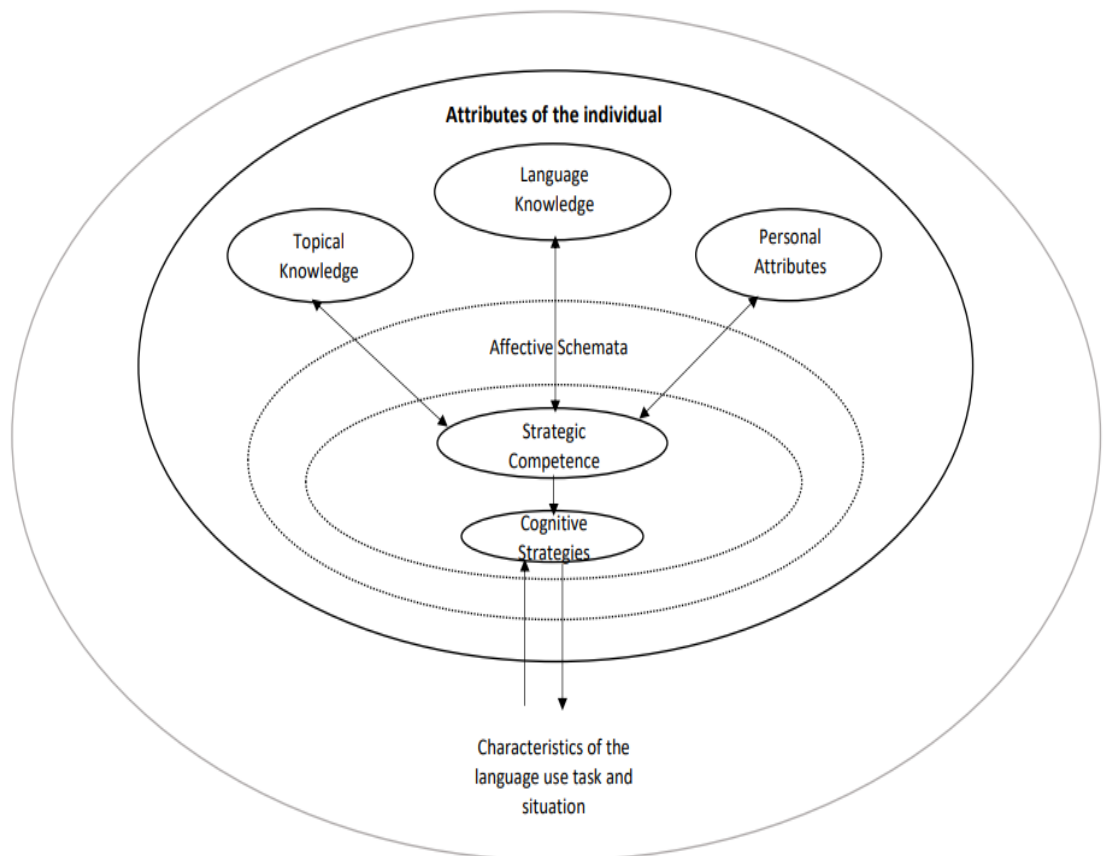 Attributes of the individual
Language
Knowledge
Topical
Knowledge
Personal
Attributes
Affective Schemata
Strategic
Competence
Cognitive
Strategies
Characteristics of the
language use task and
situation